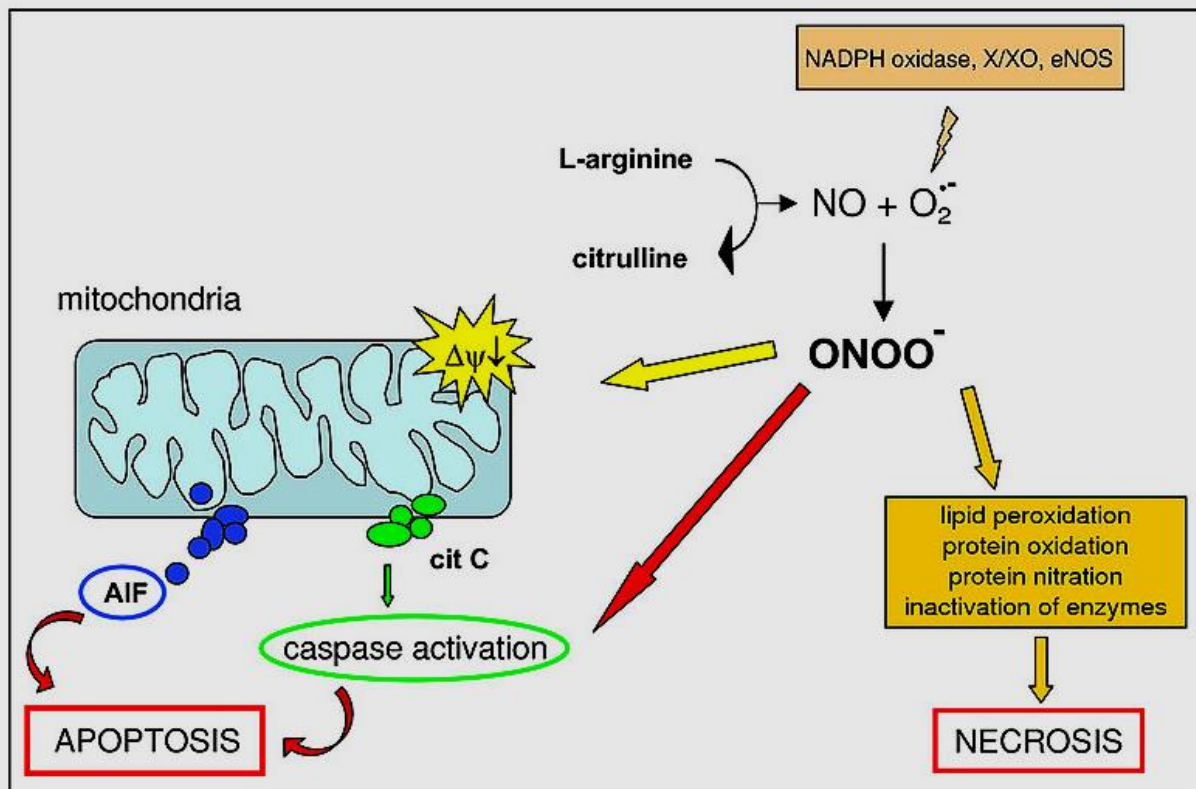 NADPH oxidase, X/XO, eNOS
L-arginine
NO + O₂•-
citrulline
mitochondria
Δψ↓
ONOO⁻
lipid peroxidation
protein oxidation
protein nitration
inactivation of enzymes
cit C
AIF
caspase activation
APOPTOSIS
NECROSIS